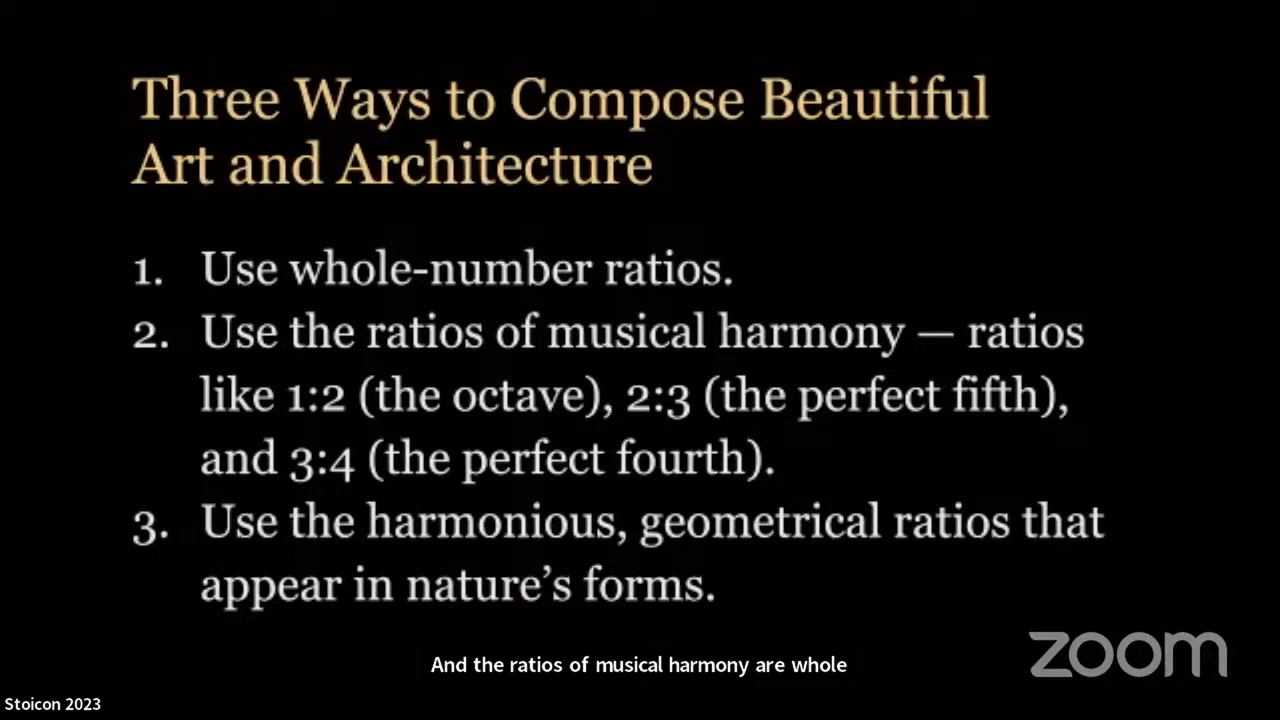 Three Ways to Compose Beautiful
Art and Architecture
1. Use whole-number ratios.
2. Use the ratios of musical harmony — ratios
like 1:2 (the octave), 2:3 (the perfect fifth),
and 3:4 (the perfect fourth).
3. Use the harmonious, geometrical ratios that
appear in nature’s forms.
And the ratios of musical harmony are whole
zoom
Stoicon 2023